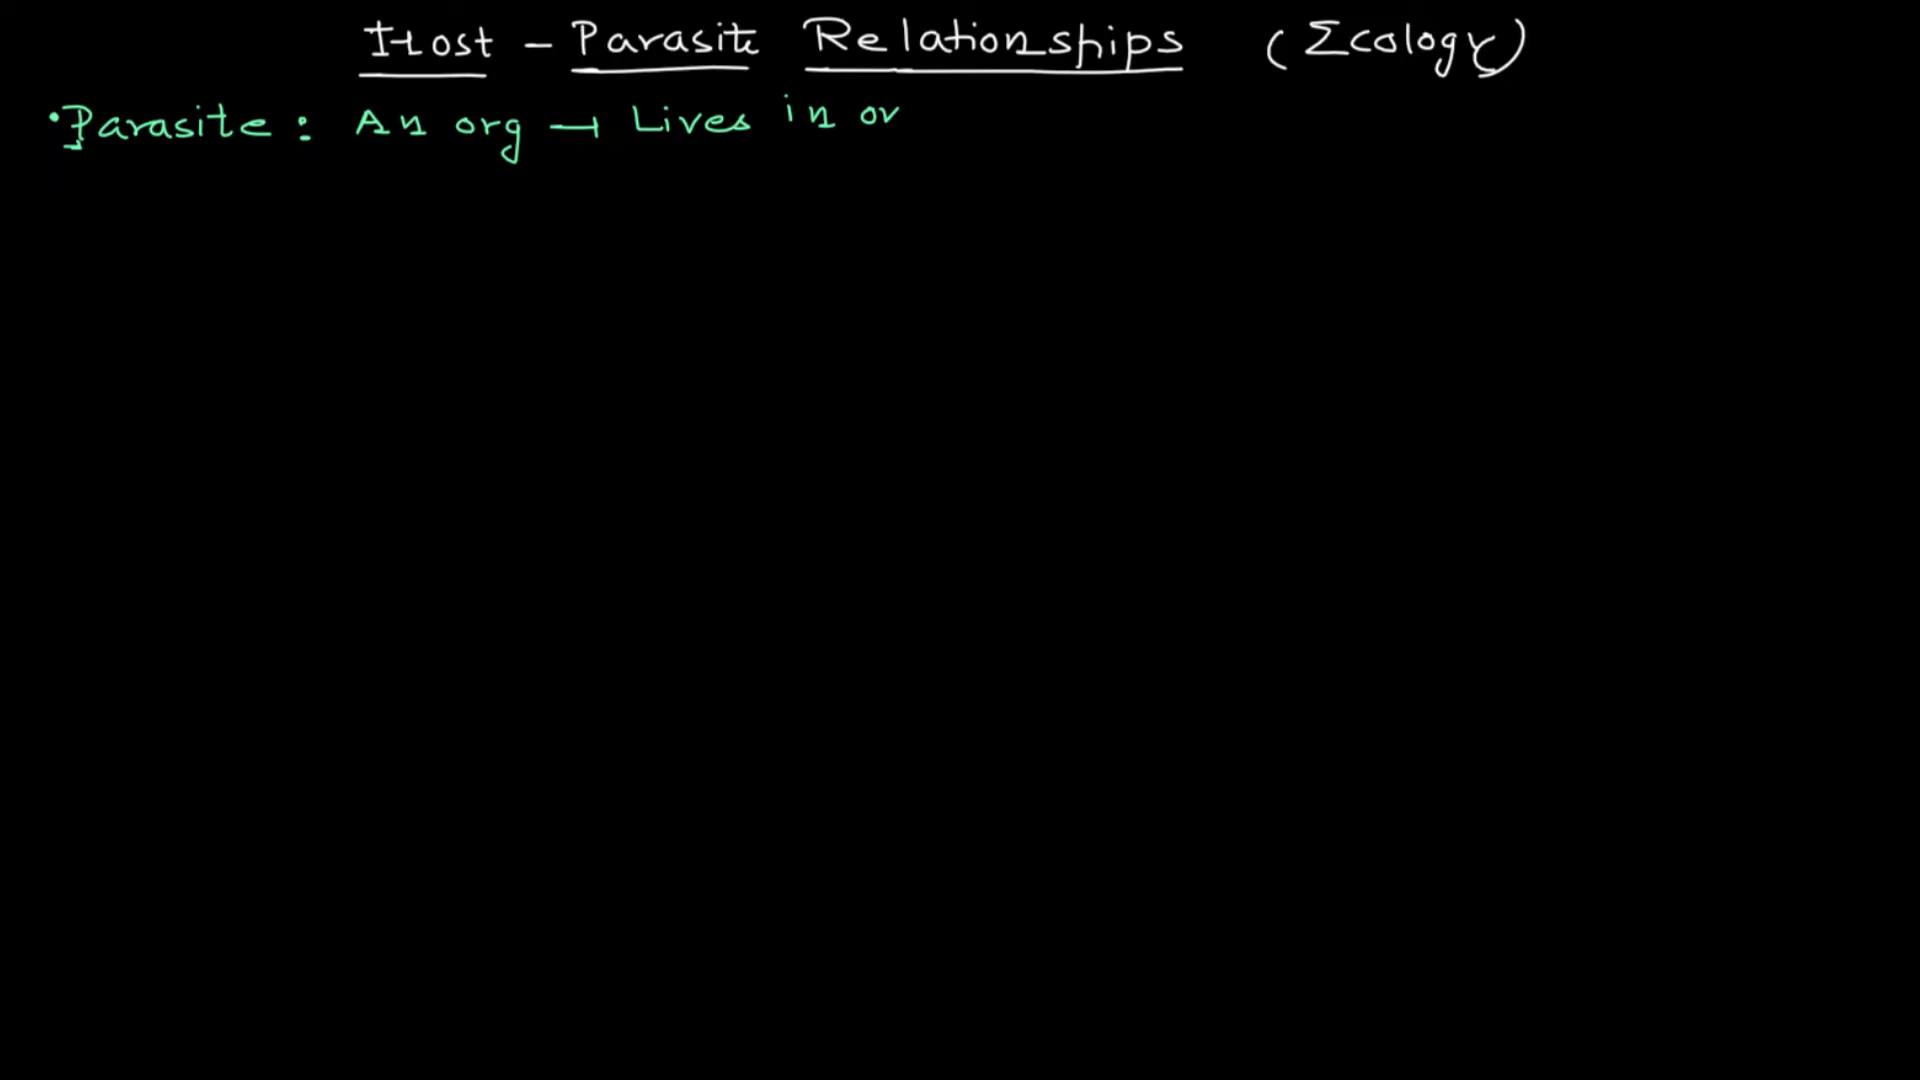 Host - Parasite Relationships (Ecology)
• Parasite : An org → Lives in or